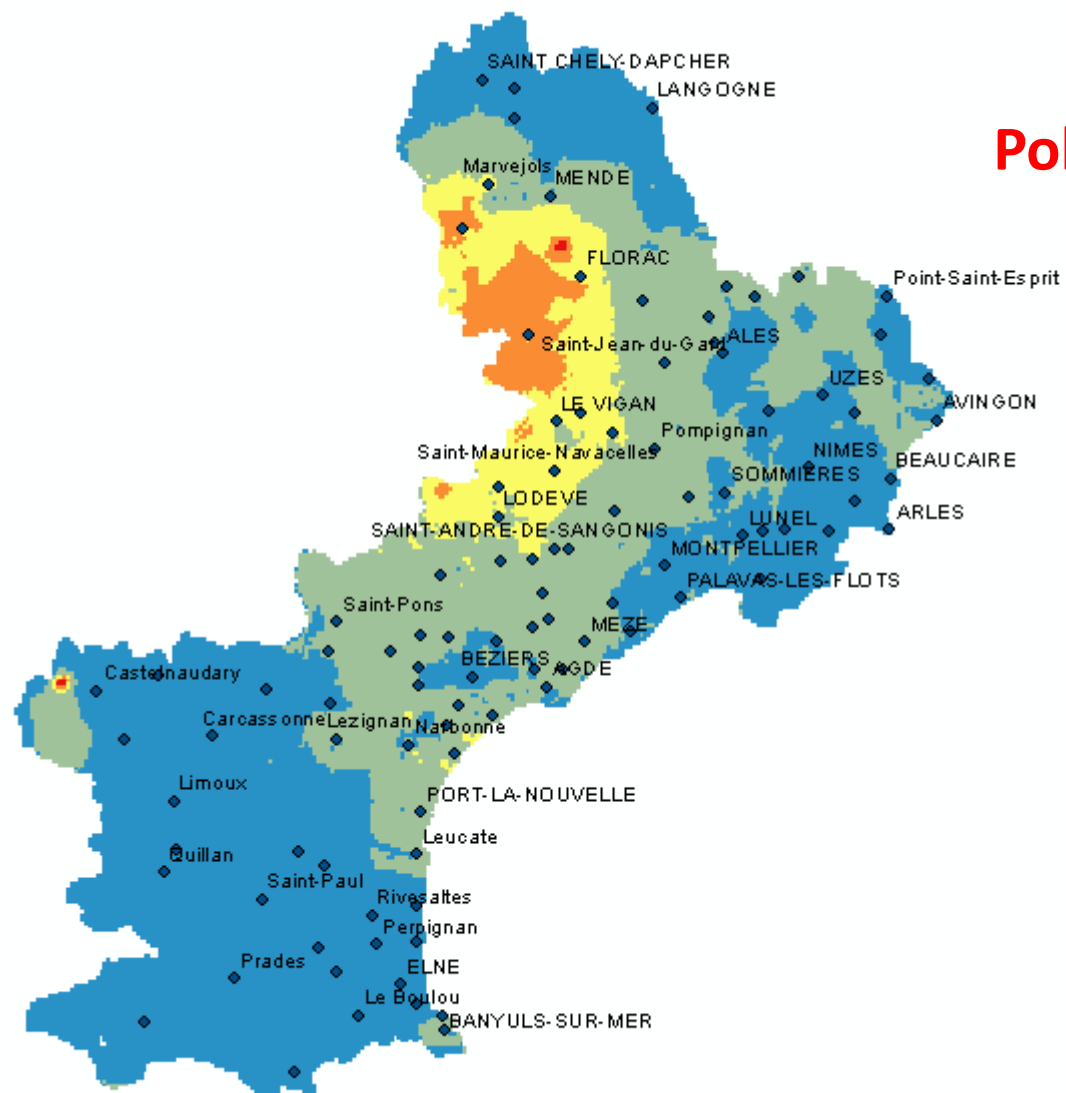 SAINT CHELY-DAPCHER
LANGOGNE
Pol
Marvejols
MENDE
FLORAC
Point-Saint-Esprit
Saint-Jean-du-Gard
ALES
UZES
LE VIGAN
AVINGON
Pompignan
Saint-Maurice-Navacelles
NIMES
BEAUCAIRE
SOMMIERES
LODEVE
LUNEL
ARLES
SAINT-ANDRE-DE-SANGONIS
MONTPELLIER
PALAVAS-LES-FLOTS
Saint-Pons
MEZE
BEZIERS
AGDE
Castelnaudary
Carcassonne
Lezignan
Narbonne
Limoux
PORT-LA-NOUVELLE
Leucate
Quillan
Saint-Paul
Rivesaltes
Perpignan
Prades
ELNE
Le Boulou
BANYULS-SUR-MER